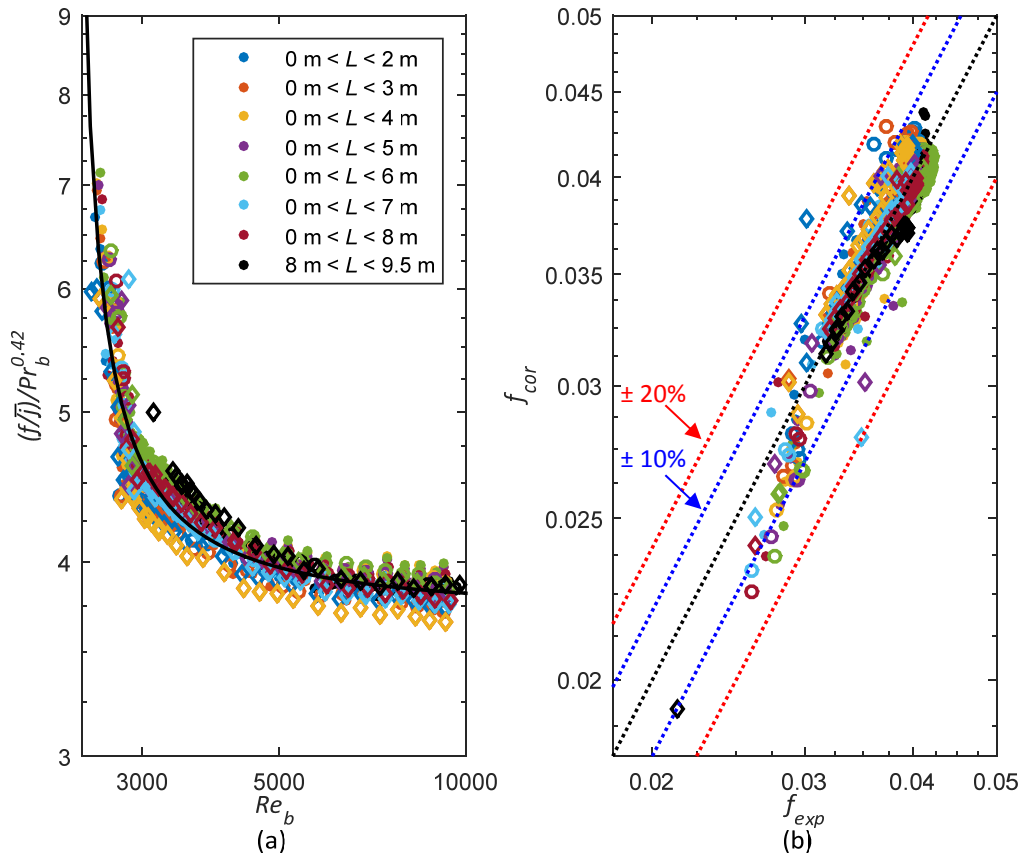 9
8
7
6
5
4
3
(f̄/j̄)/Pr_b^0.42
0 m < L < 2 m
0 m < L < 3 m
0 m < L < 4 m
0 m < L < 5 m
0 m < L < 6 m
0 m < L < 7 m
0 m < L < 8 m
8 m < L < 9.5 m
3000 5000 10000
Re_b
(a)
0.05
0.045
0.04
0.035
0.03
0.025
0.02
f_cor
± 20%
± 10%
0.02 0.03 0.04 0.05
f_exp
(b)